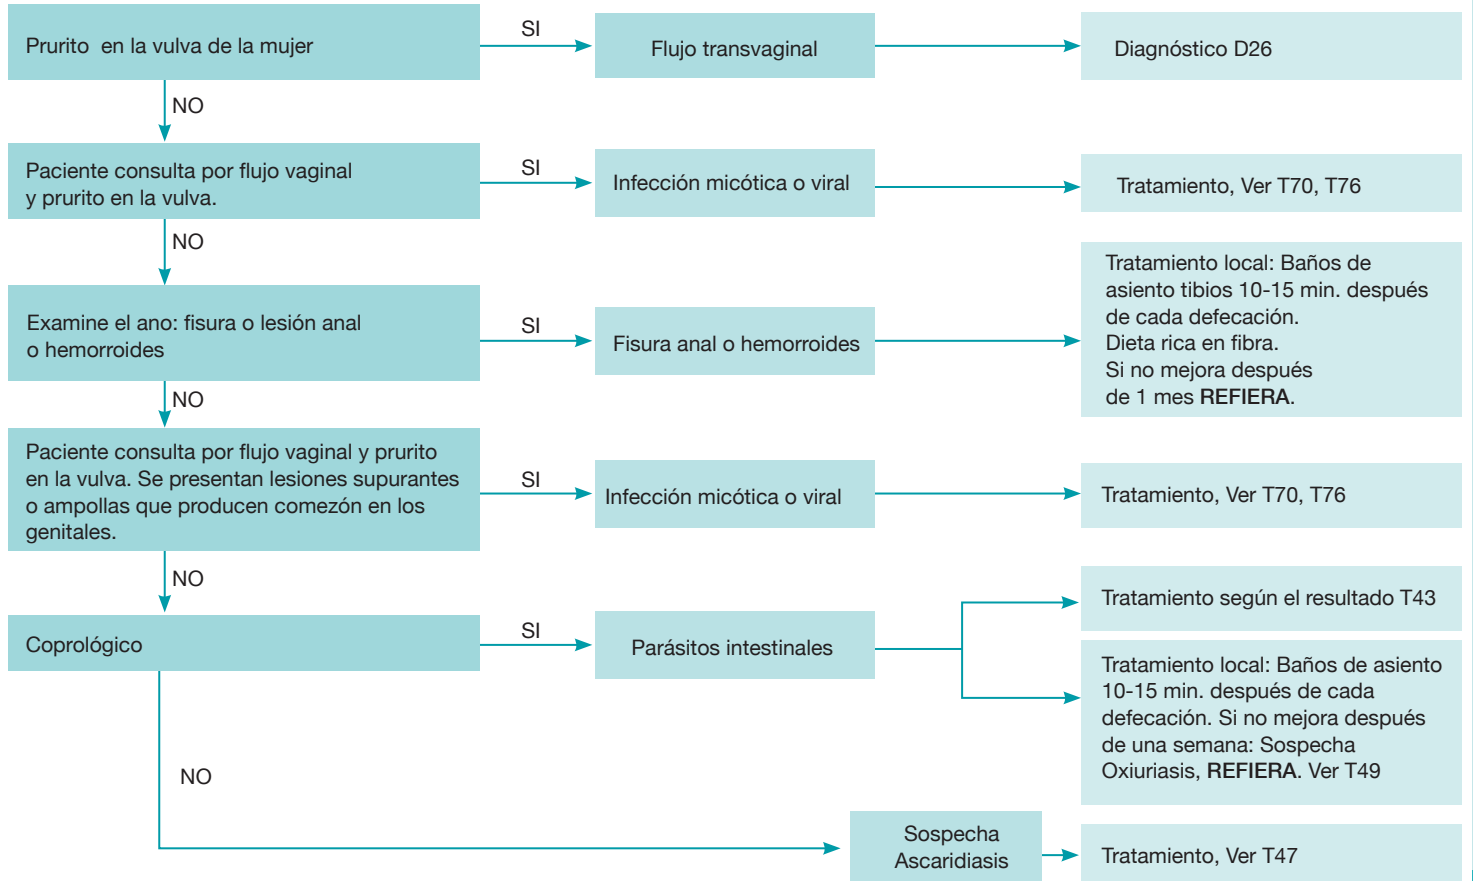 Prurito en la vulva de la mujer
SI
Flujo transvaginal
Diagnóstico D26
NO
Paciente consulta por flujo vaginal
y prurito en la vulva.
SI
Infección micótica o viral
Tratamiento, Ver T70, T76
NO
Examine el ano: fisura o lesión anal
o hemorroides
SI
Fisura anal o hemorroides
Tratamiento local: Baños de
asiento tibios 10-15 min. después
de cada defecación.
Dieta rica en fibra.
Si no mejora después
de 1 mes REFIERA.
NO
Paciente consulta por flujo vaginal y prurito
en la vulva. Se presentan lesiones supurantes
o ampollas que producen comezón en los
genitales.
SI
Infección micótica o viral
Tratamiento, Ver T70, T76
NO
Coprológico
SI
Parásitos intestinales
Tratamiento según el resultado T43
Tratamiento local: Baños de asiento
10-15 min. después de cada
defecación. Si no mejora después
de una semana: Sospecha
Oxiuriasis, REFIERA. Ver T49
NO
Sospecha
Ascaridiasis
Tratamiento, Ver T47